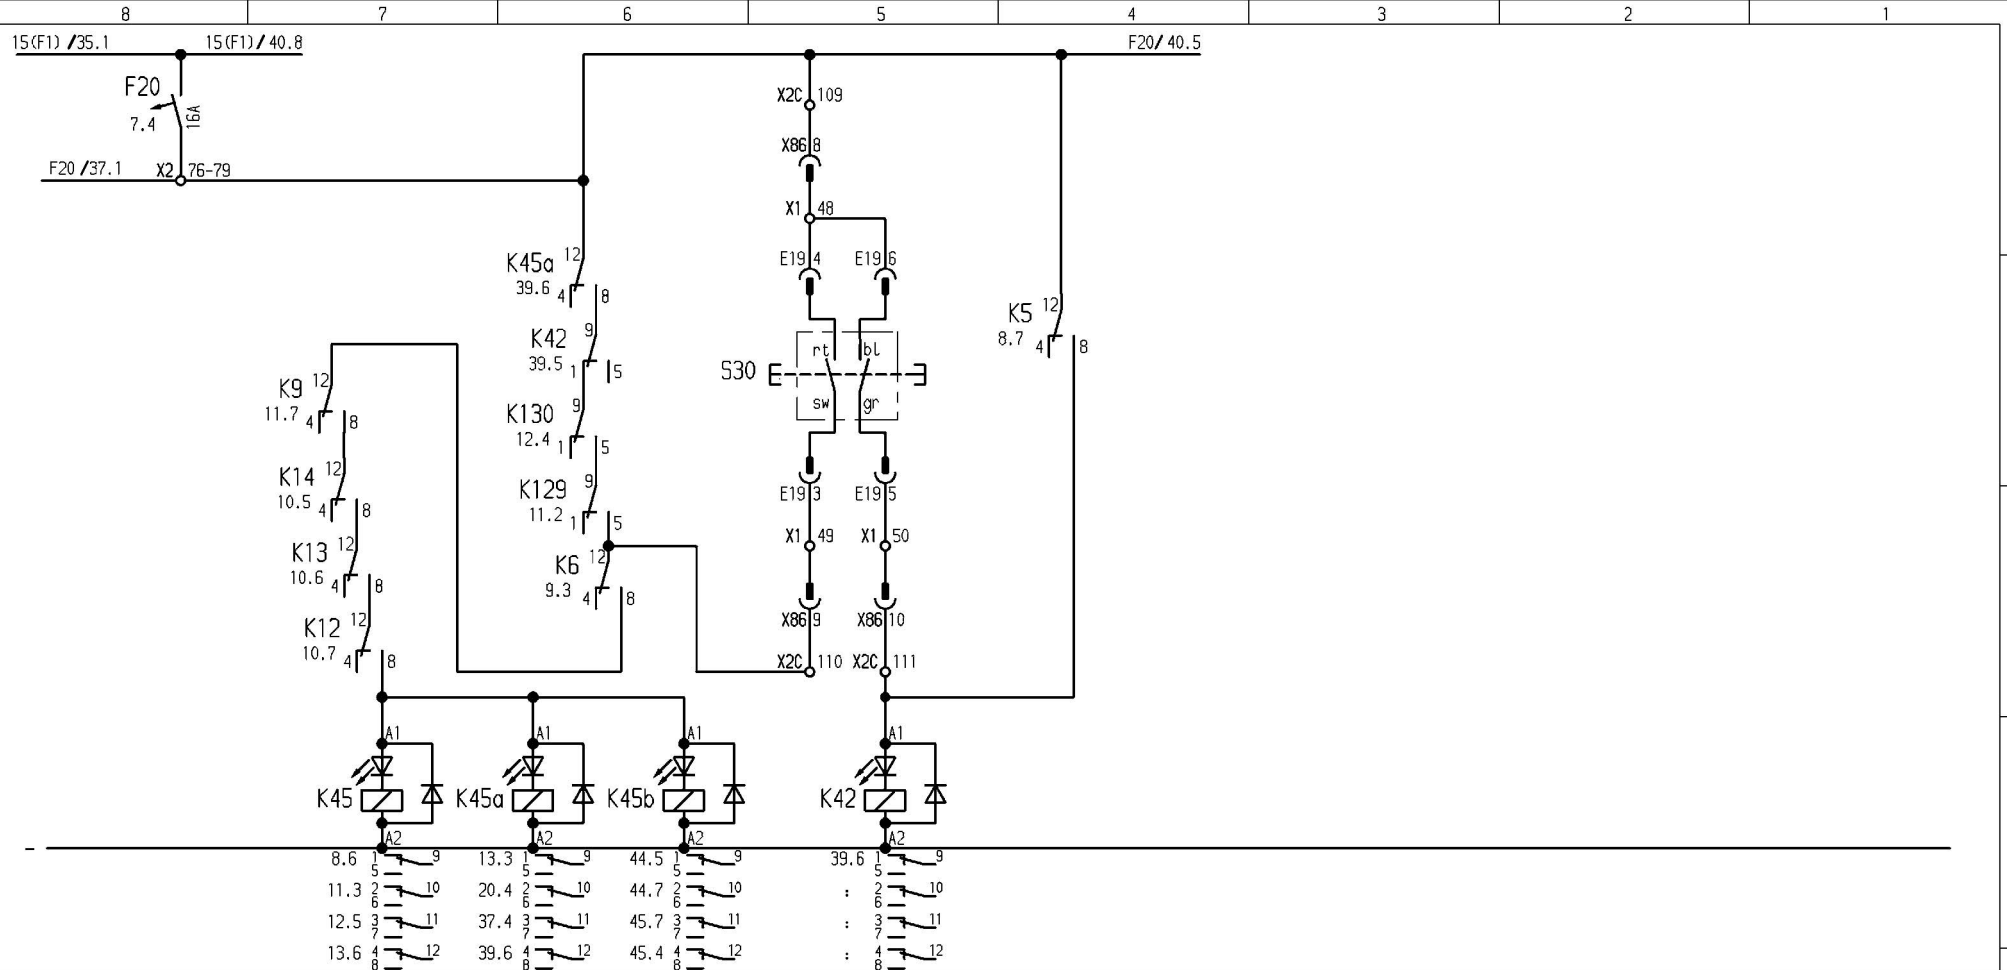 8 7 6 5 4 3 2 1
15(F1) /35.1 15(F1)/ 40.8 F20/ 40.5
F20
7.4
16A
F20 /37.1 X2 76-79
X2C 109
X86 8
X1 48
E19 4 E19 6
K45a 12
39.6 4 8
K5 12
8.7 4 8
K42 9
39.5 1 5
S30
rt bl
sw gr
K9 12
11.7 4 8
K130 9
12.4 1 5
K14 12
10.5 4 8
K129 9
11.2 1 5
E19 3 E19 5
X1 49 X1 50
K13 12
10.6 4 8
K6 12
9.3 4 8
X86 9 X86 10
K12 12
10.7 4 8
X2C 110 X2C 111
A1 A1 A1 A1
K45 K45a K45b K42
A2 A2 A2 A2
-
8.6 1 9 13.3 1 9 44.5 1 9 39.6 1 9
5 5 5 5
11.3 2 10 20.4 2 10 44.7 2 10 : 2 10
6 6 6 6
12.5 3 11 37.4 3 11 45.7 3 11 : 3 11
7 7 7 7
13.6 4 12 39.6 4 12 45.4 4 12 : 4 12
8 8 8 8